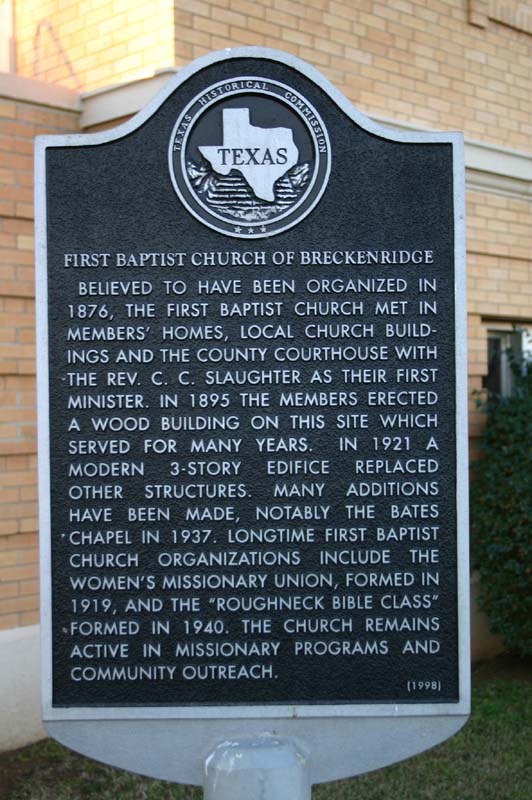 TEXAS HISTORICAL COMMISSION
TEXAS
FIRST BAPTIST CHURCH OF BRECKENRIDGE
BELIEVED TO HAVE BEEN ORGANIZED IN
1876, THE FIRST BAPTIST CHURCH MET IN
MEMBERS' HOMES, LOCAL CHURCH BUILD-
INGS AND THE COUNTY COURTHOUSE WITH
THE REV. C. C. SLAUGHTER AS THEIR FIRST
MINISTER. IN 1895 THE MEMBERS ERECTED
A WOOD BUILDING ON THIS SITE WHICH
SERVED FOR MANY YEARS. IN 1921 A
MODERN 3-STORY EDIFICE REPLACED
OTHER STRUCTURES. MANY ADDITIONS
HAVE BEEN MADE, NOTABLY THE BATES
CHAPEL IN 1937. LONGTIME FIRST BAPTIST
CHURCH ORGANIZATIONS INCLUDE THE
WOMEN'S MISSIONARY UNION, FORMED IN
1919, AND THE "ROUGHNECK BIBLE CLASS"
FORMED IN 1940. THE CHURCH REMAINS
ACTIVE IN MISSIONARY PROGRAMS AND
COMMUNITY OUTREACH.
(1998)